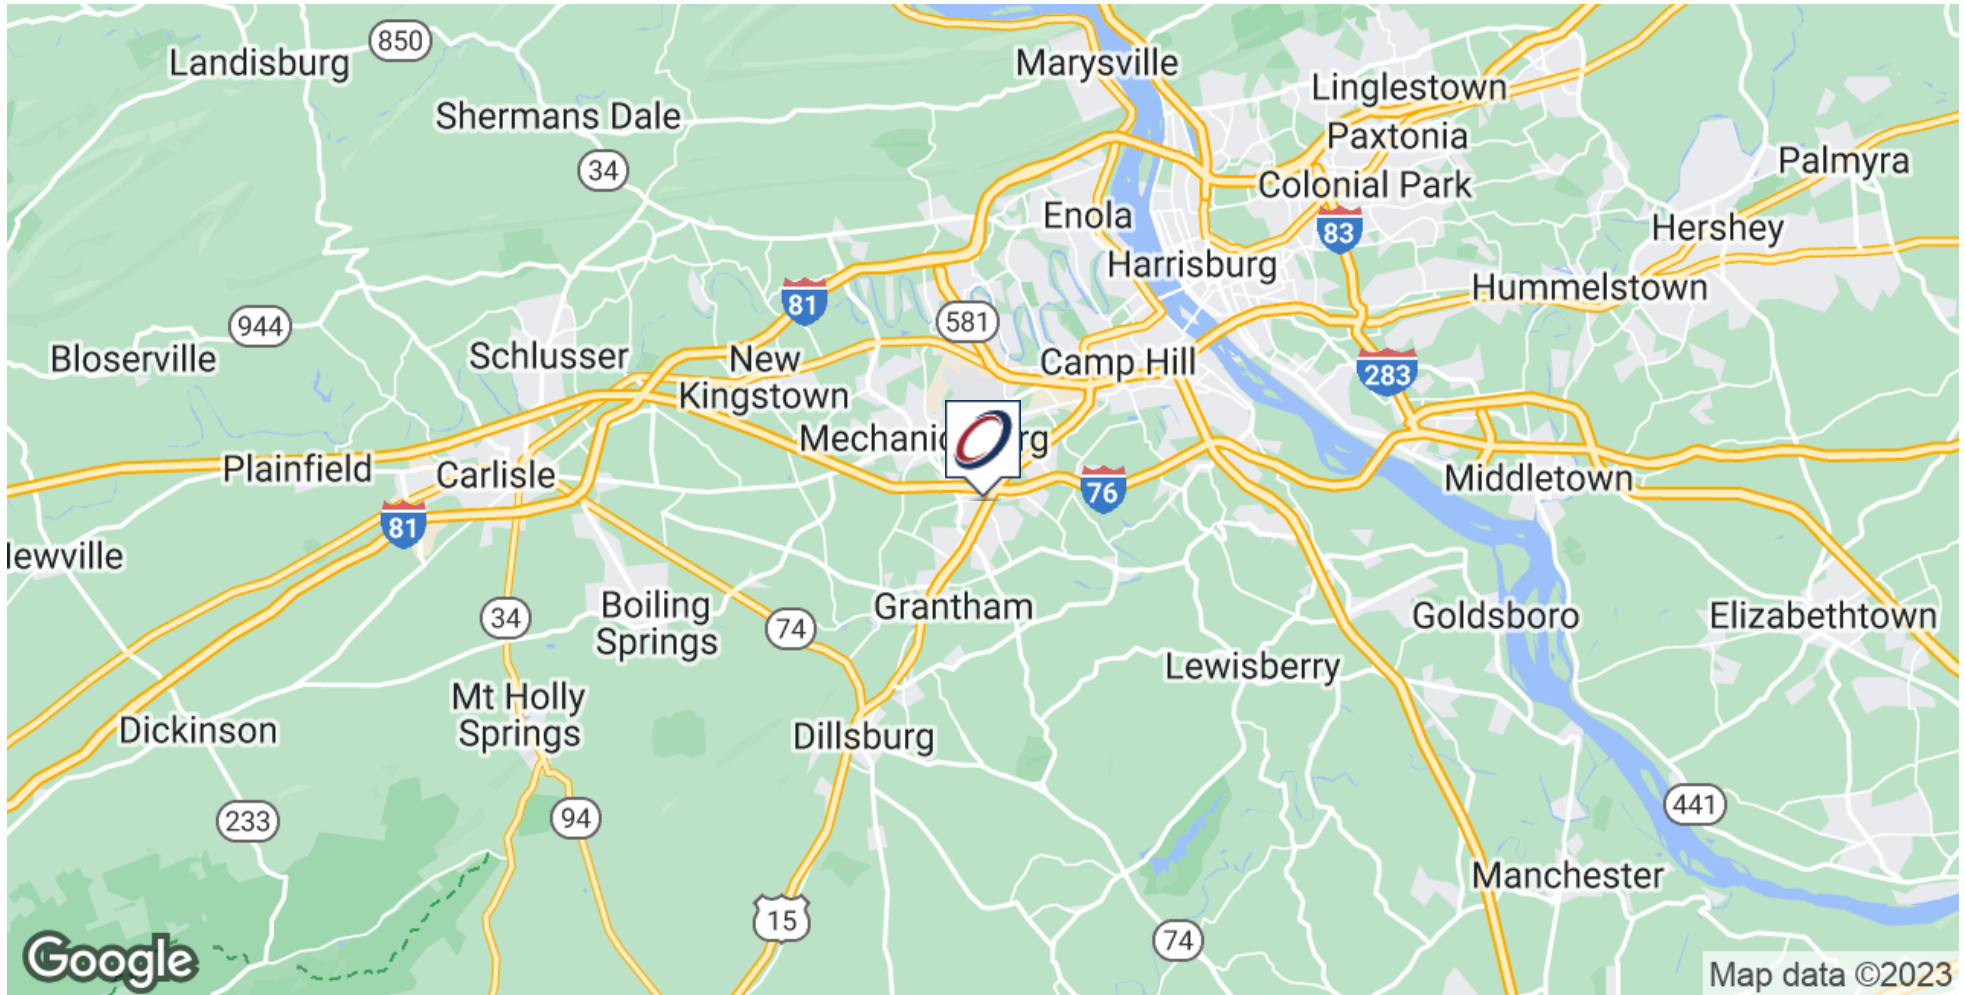 850
Landisburg
Marysville
Linglestown
Shermans Dale
Paxtonia
34
Palmyra
Colonial Park
Enola
Hershey
83
Harrisburg
Hummelstown
81
944
581
Bloserville
Schlusser
New
Kingstown
Camp Hill
283
Mechanic
rg
Plainfield
Carlisle
76
Middletown
81
lewville
34
Boiling
Springs
74
Grantham
Goldsboro
Elizabethtown
Lewisberry
Mt Holly
Springs
Dickinson
Dillsburg
233
94
441
Manchester
15
74
Google
Map data ©2023